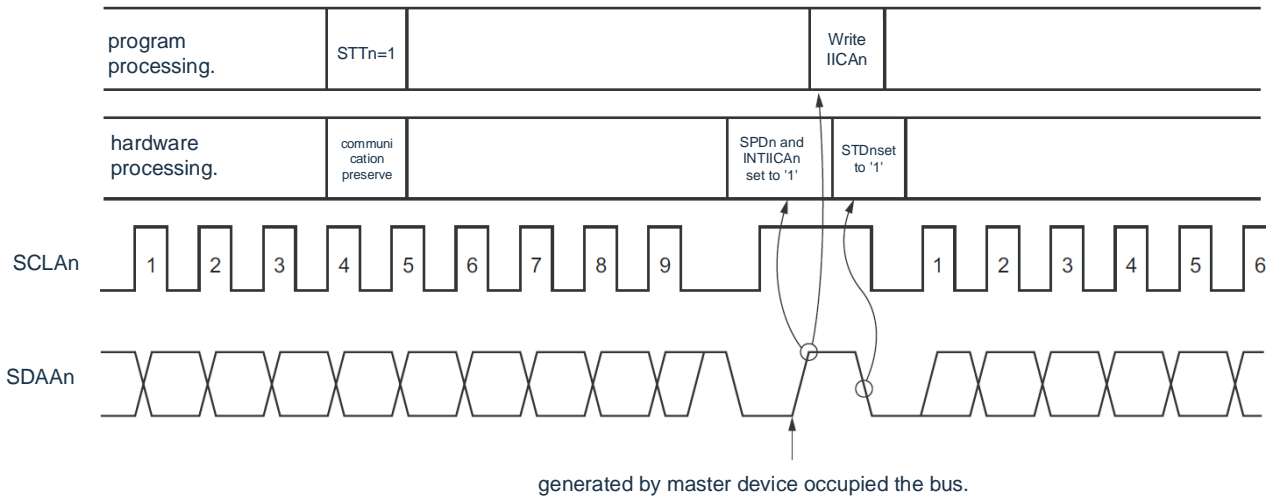 program
processing.
STTn=1
Write
IICAn
hardware
processing.
communi
cation
preserve
SPDn and
INTIICAn
set to '1'
STDnset
to '1'
SCLAn
1 2 3 4 5 6 7 8 9 1 2 3 4 5 6
SDAAn
generated by master device occupied the bus.